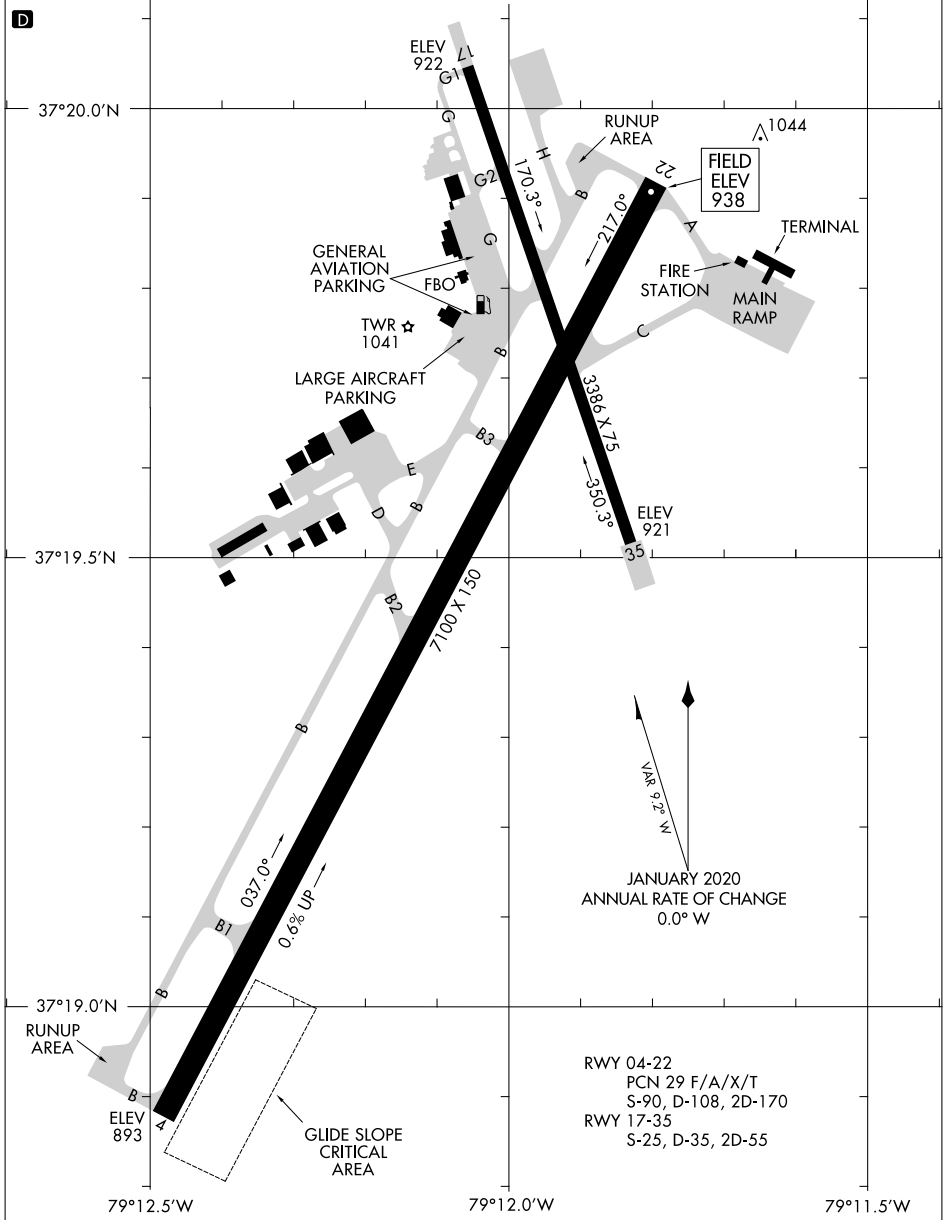 D
ELEV
922
17
G1
37°20.0'N
G
H
RUNUP
AREA
1044
22
FIELD
ELEV
938
G2
170.3°
B
217.0°
A
TERMINAL
G
GENERAL
AVIATION
PARKING
FBO
FIRE
STATION
MAIN
RAMP
TWR
1041
C
B
LARGE AIRCRAFT
PARKING
3386 X 75
B3
E
350.3°
D
B
ELEV
921
37°19.5'N
35
B2
7100 X 150
B
VAR 9.2° W
037.0°
JANUARY 2020
ANNUAL RATE OF CHANGE
0.0° W
0.6% UP
B1
B
37°19.0'N
RUNUP
AREA
B
ELEV
893
4
GLIDE SLOPE
CRITICAL
AREA
RWY 04-22
PCN 29 F/A/X/T
S-90, D-108, 2D-170
RWY 17-35
S-25, D-35, 2D-55
79°12.5'W
79°12.0'W
79°11.5'W